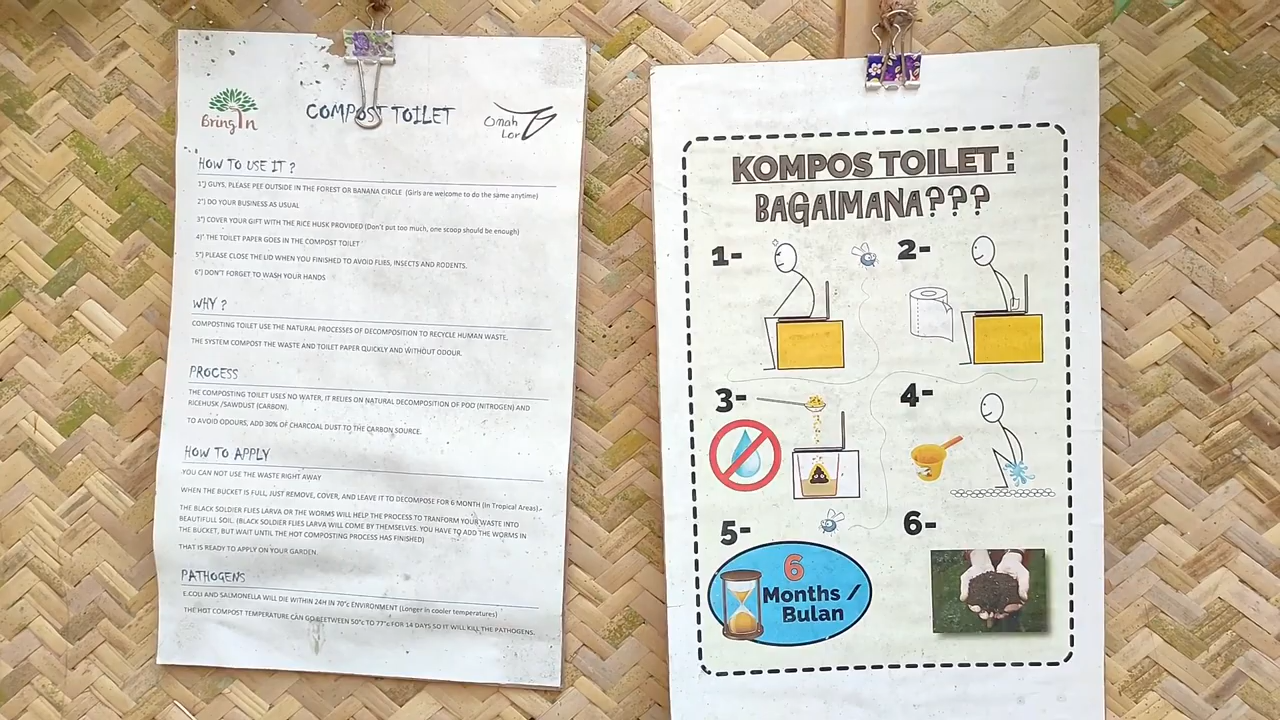 BringIn
COMPOST TOILET
Omah Lor
HOW TO USE IT ?
1°) GUYS, PLEASE PEE OUTSIDE IN THE FOREST OR BANANA CIRCLE (Girls are welcome to do the same anytime)
2°) DO YOUR BUSINESS AS USUAL
3°) COVER YOUR GIFT WITH THE RICE HUSK PROVIDED (Don't put too much, one scoop should be enough)
4)° THE TOILET PAPER GOES IN THE COMPOST TOILET
5°) PLEASE CLOSE THE LID WHEN YOU FINISHED TO AVOID FLIES, INSECTS AND RODENTS.
6°) DON'T FORGET TO WASH YOUR HANDS
WHY ?
COMPOSTING TOILET USE THE NATURAL PROCESSES OF DECOMPOSITION TO RECYCLE HUMAN WASTE.
THE SYSTEM COMPOST THE WASTE AND TOILET PAPER QUICKLY AND WITHOUT ODOUR.
PROCESS
THE COMPOSTING TOILET USES NO WATER, IT RELIES ON NATURAL DECOMPOSITION OF POO (NITROGEN) AND
RICEHUSK /SAWDUST (CARBON).
TO AVOID ODOURS, ADD 30% OF CHARCOAL DUST TO THE CARBON SOURCE.
HOW TO APPLY
YOU CAN NOT USE THE WASTE RIGHT AWAY
WHEN THE BUCKET IS FULL, JUST REMOVE, COVER, AND LEAVE IT TO DECOMPOSE FOR 6 MONTH (In Tropical Areas).
THE BLACK SOLDIER FLIES LARVA OR THE WORMS WILL HELP THE PROCESS TO TRANFORM YOUR WASTE INTO
BEAUTIFULL SOIL. (BLACK SOLDIER FLIES LARVA WILL COME BY THEMSELVES. YOU HAVE TO ADD THE WORMS IN
THE BUCKET, BUT WAIT UNTIL THE HOT COMPOSTING PROCESS HAS FINISHED)
THAT IS READY TO APPLY ON YOUR GARDEN.
PATHOGENS
E.COLI AND SALMONELLA WILL DIE WITHIN 24H IN 70°c ENVIRONMENT (Longer in cooler temperatures)
THE HOT COMPOST TEMPERATURE CAN GO BEETWEEN 50°c TO 77°c FOR 14 DAYS SO IT WILL KILL THE PATHOGENS.
KOMPOS TOILET :
BAGAIMANA???
1-
2-
3-
4-
5-
6-
6
Months /
Bulan